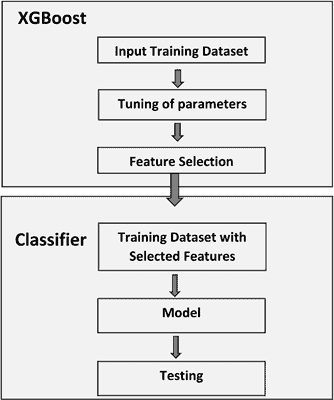 XGBoost
Input Training Dataset
Tuning of parameters
Feature Selection
Classifier
Training Dataset with
Selected Features
Model
Testing